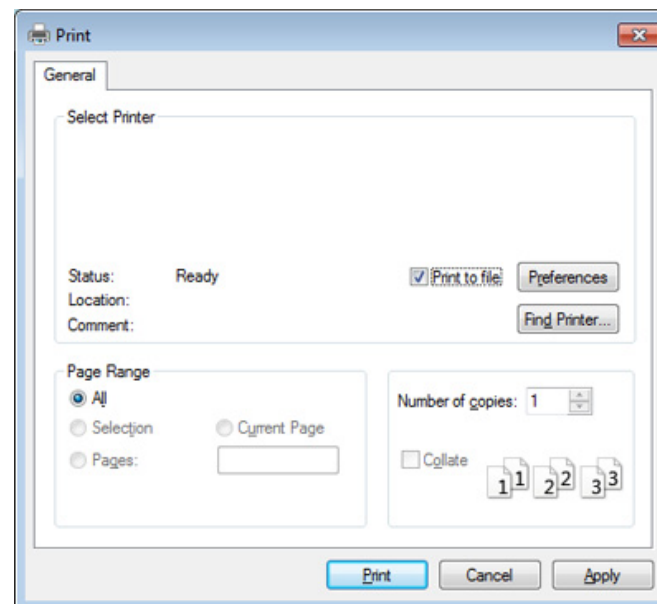 Print
General
Select Printer
Status: Ready
Print to file
Preferences
Location:
Comment:
Find Printer...
Page Range
All
Selection
Current Page
Pages:
Number of copies: 1
Collate
1 1 2 2 3 3
Print
Cancel
Apply